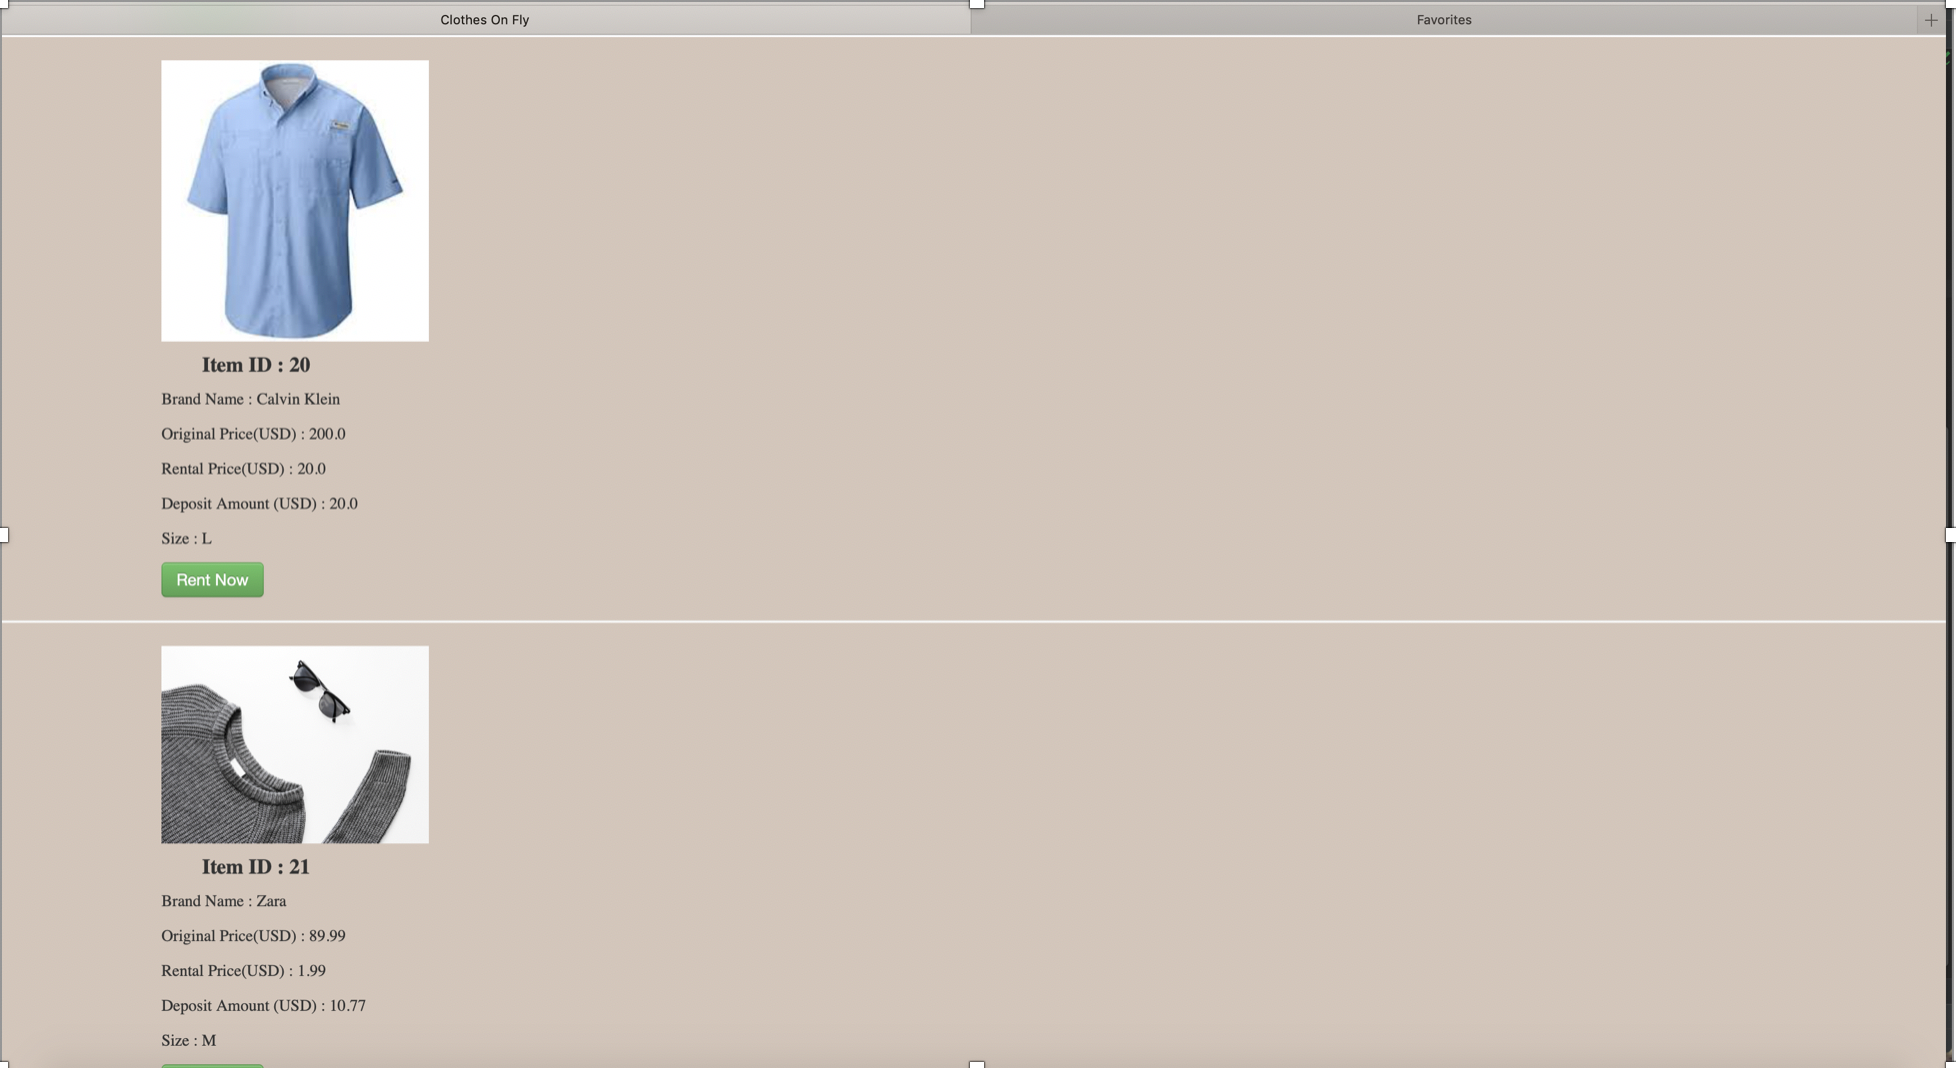 Clothes On Fly
Favorites
Item ID : 20
Brand Name : Calvin Klein
Original Price(USD) : 200.0
Rental Price(USD) : 20.0
Deposit Amount (USD) : 20.0
Size : L
Rent Now
Item ID : 21
Brand Name : Zara
Original Price(USD) : 89.99
Rental Price(USD) : 1.99
Deposit Amount (USD) : 10.77
Size : M